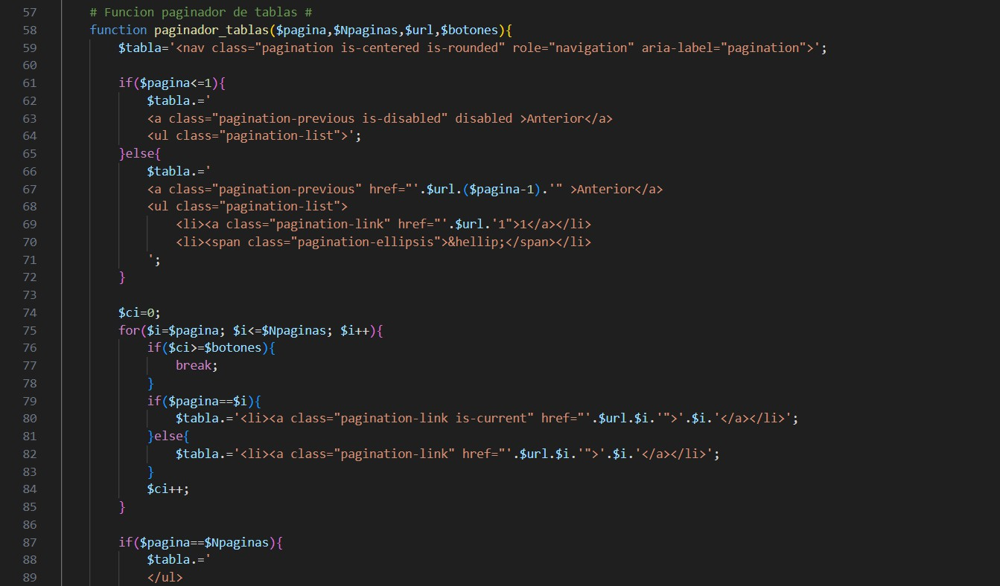 57 # Funcion paginador de tablas #
58 function paginador_tablas($pagina,$Npaginas,$url,$botones){
59 $tabla='<nav class="pagination is-centered is-rounded" role="navigation" aria-label="pagination">';
60
61 if($pagina<=1){
62 $tabla.='
63 <a class="pagination-previous is-disabled" disabled >Anterior</a>
64 <ul class="pagination-list">';
65 }else{
66 $tabla.='
67 <a class="pagination-previous" href="'.$url.($pagina-1).'" >Anterior</a>
68 <ul class="pagination-list">
69 <li><a class="pagination-link" href="'.$url.'1">1</a></li>
70 <li><span class="pagination-ellipsis">&hellip;</span></li>
71 ';
72 }
73
74 $ci=0;
75 for($i=$pagina; $i<=$Npaginas; $i++){
76 if($ci>=$botones){
77 break;
78 }
79 if($pagina==$i){
80 $tabla.='<li><a class="pagination-link is-current" href="'.$url.$i.'">'.$i.'</a></li>';
81 }else{
82 $tabla.='<li><a class="pagination-link" href="'.$url.$i.'">'.$i.'</a></li>';
83 }
84 $ci++;
85 }
86
87 if($pagina==$Npaginas){
88 $tabla.='
89 </ul>